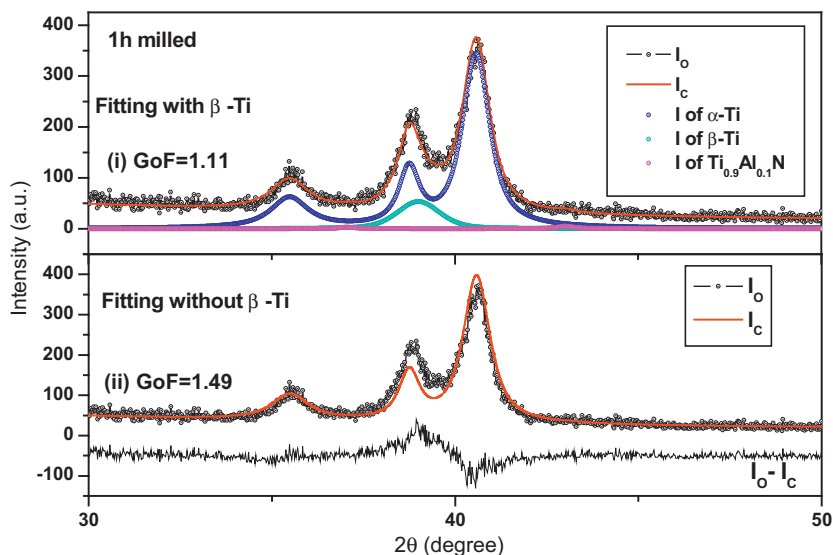 400
300
200
100
0
1h milled
Fitting with β -Ti
(i) GoF=1.11
I_O
I_C
I of α-Ti
I of β-Ti
I of Ti_0.9Al_0.1N
Intensity (a.u.)
400
300
200
100
0
-100
Fitting without β -Ti
(ii) GoF=1.49
I_O
I_C
I_O- I_C
30
40
50
2θ (degree)